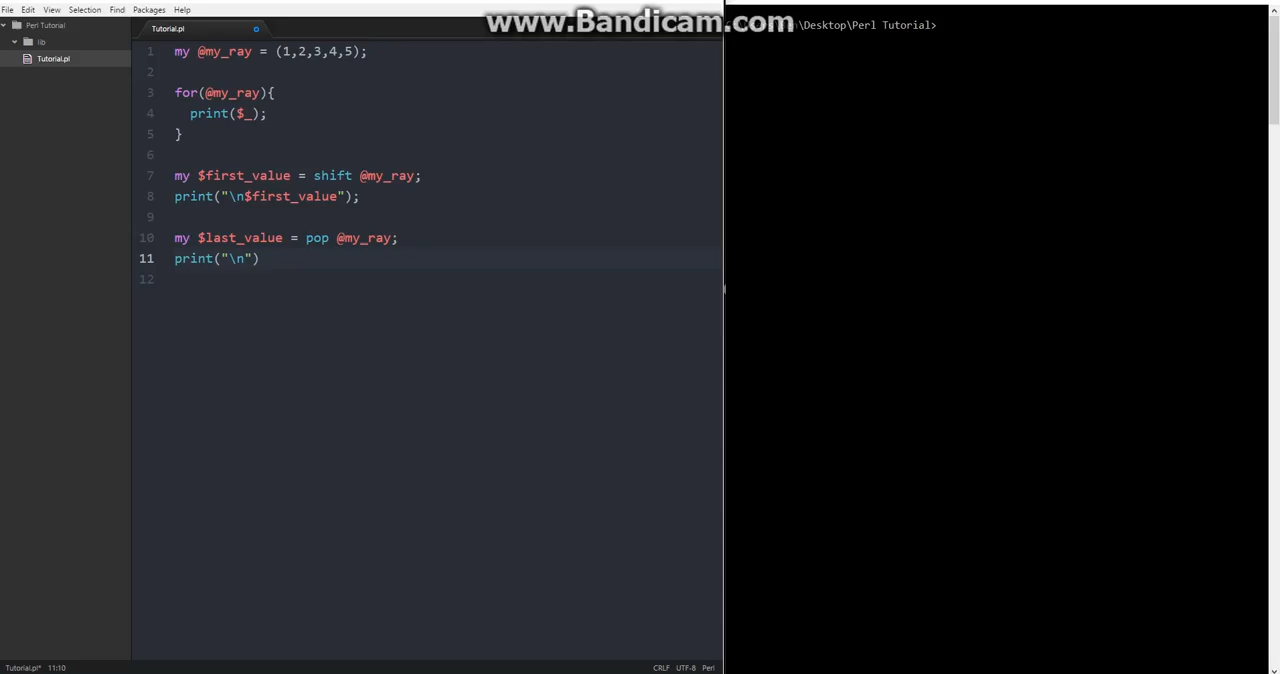 www.Bandicam.com
File Edit View Selection Find Packages Help
Perl Tutorial
lib
Tutorial.pl
Tutorial.pl
1 my @my_ray = (1,2,3,4,5);
2
3 for(@my_ray){
4 print($_);
5 }
6
7 my $first_value = shift @my_ray;
8 print("\n$first_value");
9
10 my $last_value = pop @my_ray;
11 print("\n")
12
\Desktop\Perl Tutorial>
Tutorial.pl* 11:10
CRLF UTF-8 Perl